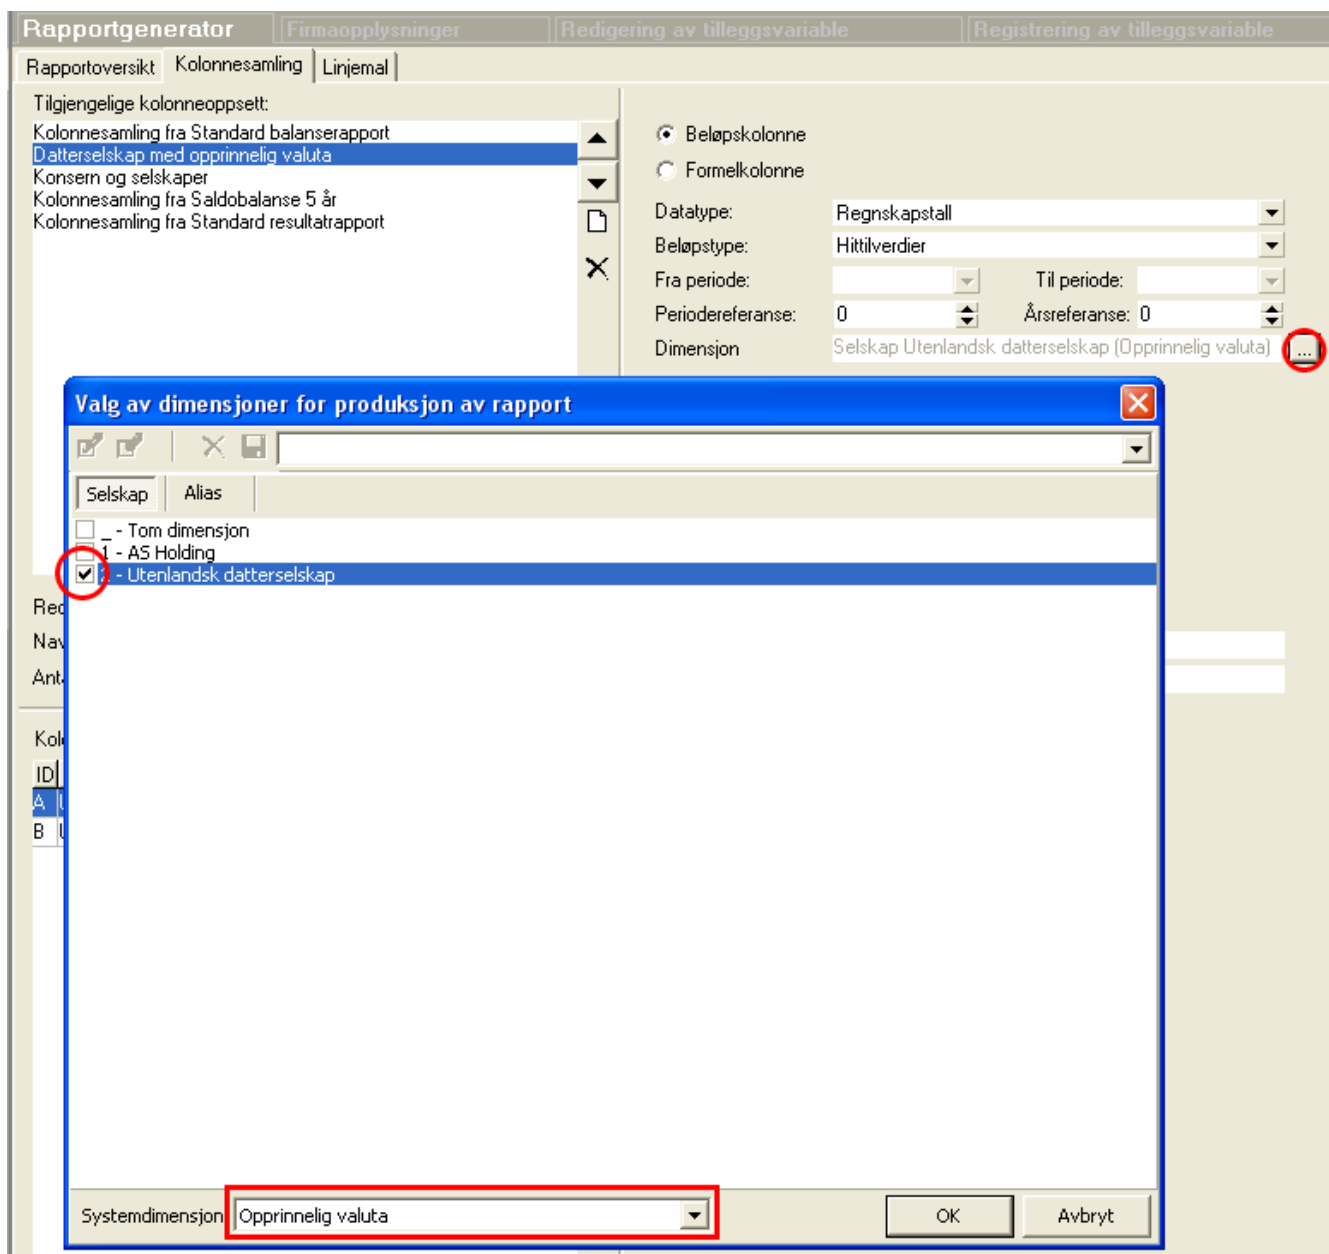 Rapportgenerator Firmaopplysninger Redigering av tilleggsvariable Registrering av tilleggsvariable
Rapportoversikt Kolonnesamling Linjemal
Tilgjengelige kolonneoppsett:
Kolonnesamling fra Standard balanserapport
Datterselskap med opprinnelig valuta
Konsern og selskaper
Kolonnesamling fra Saldobalanse 5 år
Kolonnesamling fra Standard resultatrapport
Beløpskolonne
Formelkolonne
Datatype: Regnskapstall
Beløpstype: Hittilverdier
Fra periode: Til periode:
Periodereferanse: 0 Årsreferanse: 0
Dimensjon Selskap Utenlandsk datterselskap (Opprinnelig valuta) ...
Valg av dimensjoner for produksjon av rapport
Selskap Alias
_ - Tom dimensjon
1 - AS Holding
2 - Utenlandsk datterselskap
ID
A
B
Systemdimensjon Opprinnelig valuta OK Avbryt